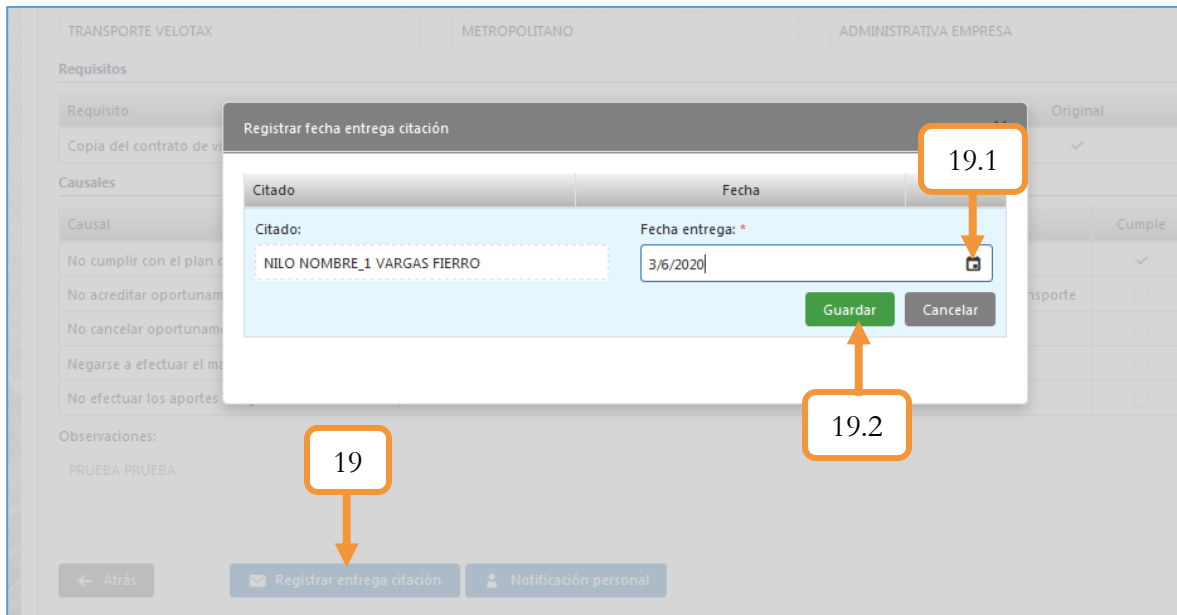 TRANSPORTE VELOTAX METROPOLITANO ADMINISTRATIVA EMPRESA
Requisitos
Requisito Original
Registrar fecha entrega citación
Copia del contrato de vi
19.1
Causales
Citado Fecha
Causal Cumple
Citado: Fecha entrega: *
No cumplir con el plan
NILO NOMBRE_1 VARGAS FIERRO 3/6/2020
No acreditar oportunam nsporte
Guardar Cancelar
No cancelar oportunam
Negarse a efectuar el ma
No efectuar los aportes
19.2
Observaciones:
19
PRUEBA PRUEBA
Atrás Registrar entrega citación Notificación personal